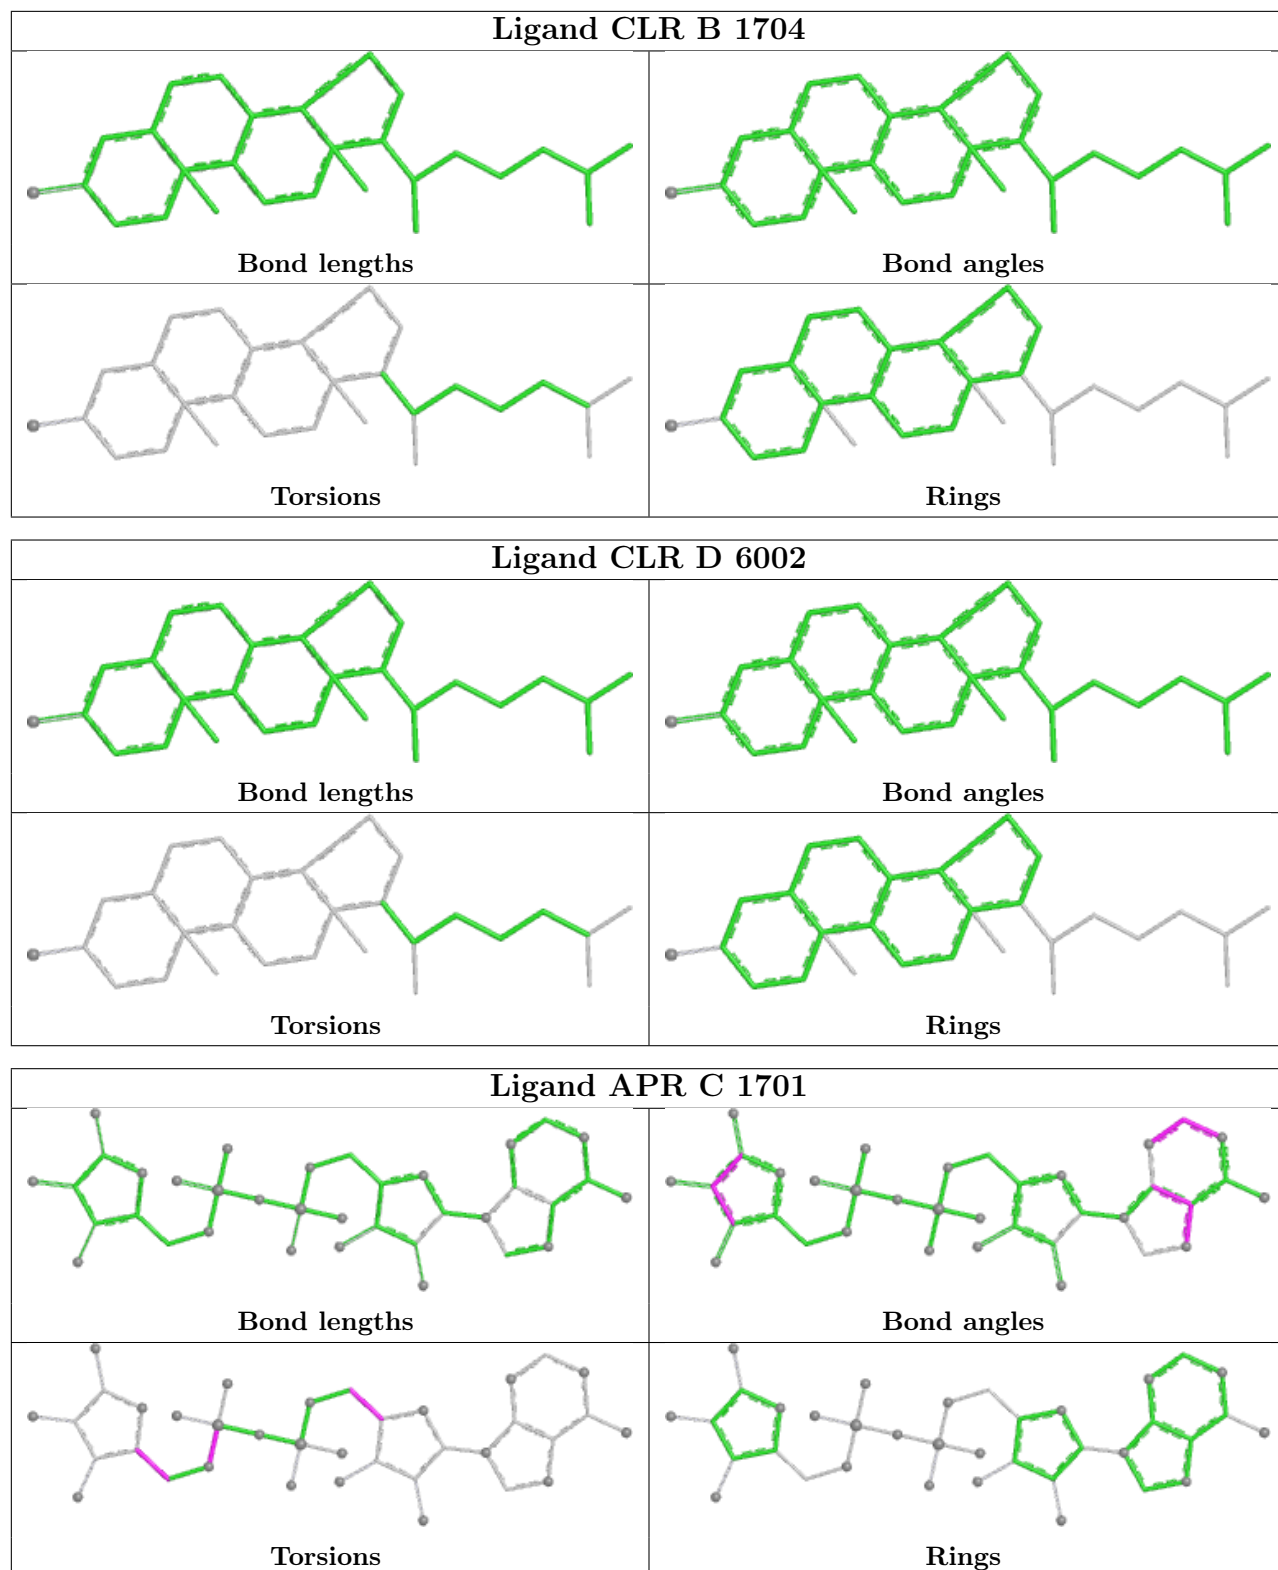 Ligand CLR B 1704
Bond lengths
Bond angles
Torsions
Rings
Ligand CLR D 6002
Bond lengths
Bond angles
Torsions
Rings
Ligand APR C 1701
Bond lengths
Bond angles
Torsions
Rings